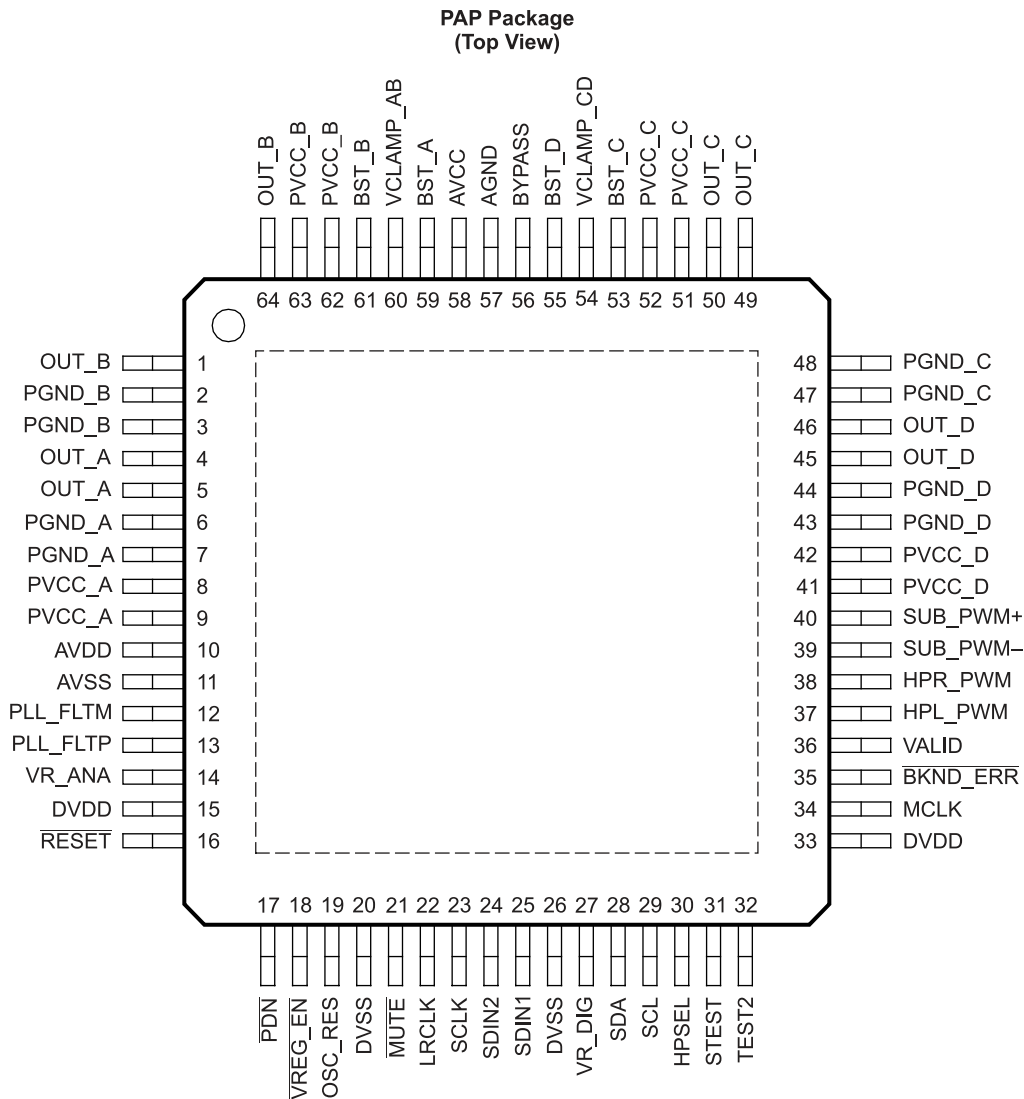 PAP Package
(Top View)
OUT_B
PVCC_B
PVCC_B
BST_B
VCLAMP_AB
BST_A
AVCC
AGND
BYPASS
BST_D
VCLAMP_CD
BST_C
PVCC_C
PVCC_C
OUT_C
OUT_C
64 63 62 61 60 59 58 57 56 55 54 53 52 51 50 49
OUT_B 1
PGND_B 2
PGND_B 3
OUT_A 4
OUT_A 5
PGND_A 6
PGND_A 7
PVCC_A 8
PVCC_A 9
AVDD 10
AVSS 11
PLL_FLTM 12
PLL_FLTP 13
VR_ANA 14
DVDD 15
RESET 16
48 PGND_C
47 PGND_C
46 OUT_D
45 OUT_D
44 PGND_D
43 PGND_D
42 PVCC_D
41 PVCC_D
40 SUB_PWM+
39 SUB_PWM–
38 HPR_PWM
37 HPL_PWM
36 VALID
35 BKND_ERR
34 MCLK
33 DVDD
17 18 19 20 21 22 23 24 25 26 27 28 29 30 31 32
PDN
VREG_EN
OSC_RES
DVSS
MUTE
LRCLK
SCLK
SDIN2
SDIN1
DVSS
VR_DIG
SDA
SCL
HPSEL
STEST
TEST2